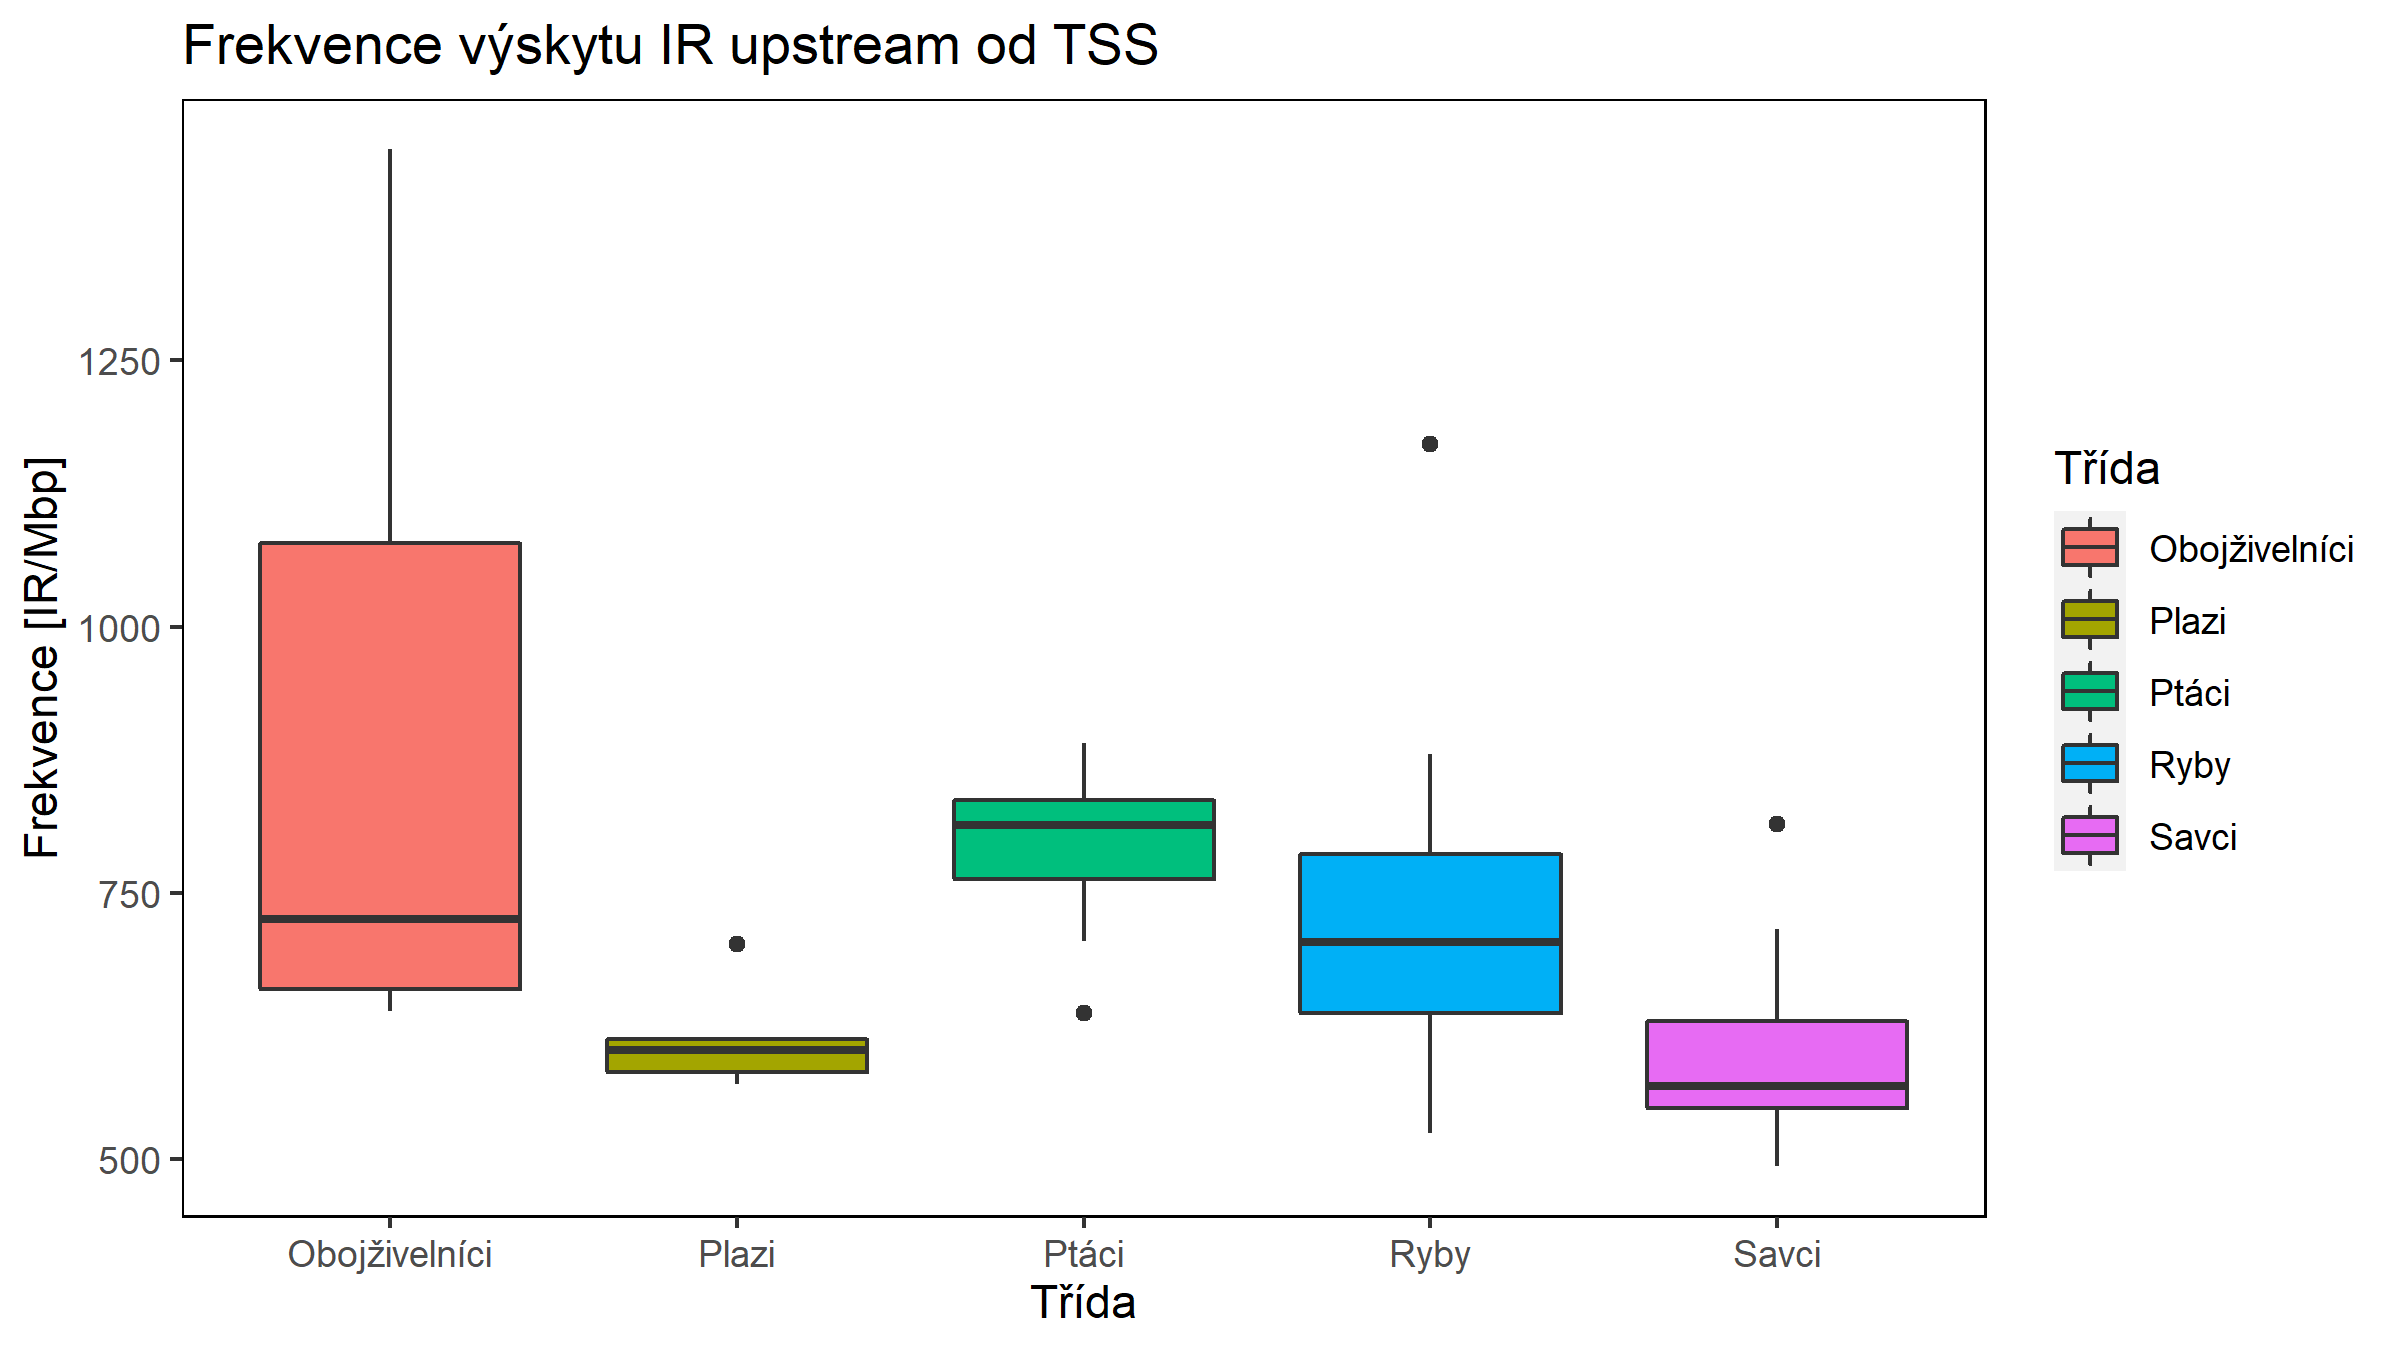 Frekvence výskytu IR upstream od TSS
Frekvence [IR/Mbp]
1250
1000
750
500
Obojživelníci
Plazi
Ptáci
Ryby
Savci
Třída
Třída
Obojživelníci
Plazi
Ptáci
Ryby
Savci